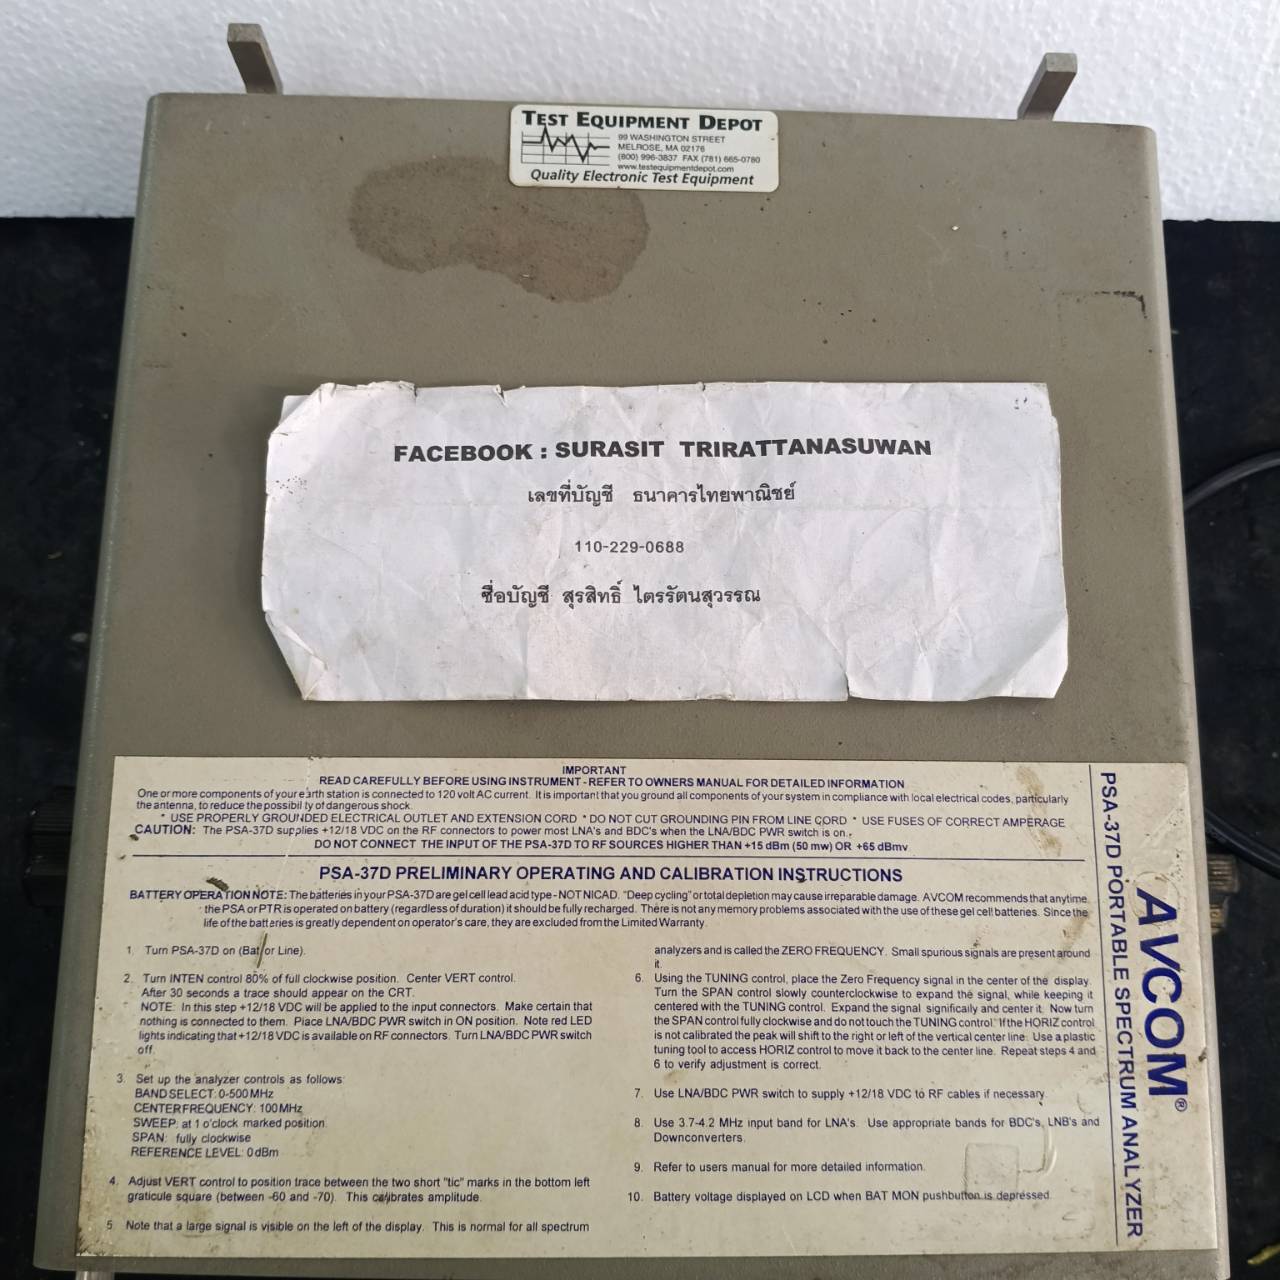 TEST EQUIPMENT DEPOT
99 WASHINGTON STREET
MELROSE, MA 02176
(800) 996-3837 FAX (781) 665-0780
www.testequipmentdepot.com
Quality Electronic Test Equipment
FACEBOOK : SURASIT TRIRATTANASUWAN
เลขที่บัญชี ธนาคารไทยพาณิชย์
110-229-0688
ชื่อบัญชี สุรสิทธิ์ ไตรรัตนสุวรรณ
IMPORTANT
READ CAREFULLY BEFORE USING INSTRUMENT - REFER TO OWNERS MANUAL FOR DETAILED INFORMATION
One or more components of your earth station is connected to 120 volt AC current. It is important that you ground all components of your system in compliance with local electrical codes, particularly
the antenna, to reduce the possibility of dangerous shock.
* USE PROPERLY GROUNDED ELECTRICAL OUTLET AND EXTENSION CORD * DO NOT CUT GROUNDING PIN FROM LINE CORD * USE FUSES OF CORRECT AMPERAGE
CAUTION: The PSA-37D supplies +12/18 VDC on the RF connectors to power most LNA's and BDC's when the LNA/BDC PWR switch is on.
DO NOT CONNECT THE INPUT OF THE PSA-37D TO RF SOURCES HIGHER THAN +15 dBm (50 mw) OR +65 dBmv
PSA-37D PRELIMINARY OPERATING AND CALIBRATION INSTRUCTIONS
BATTERY OPERATION NOTE: The batteries in your PSA-37D are gel cell lead acid type - NOT NICAD. "Deep cycling" or total depletion may cause irreparable damage. AVCOM recommends that anytime
the PSA or PTR is operated on battery (regardless of duration) it should be fully recharged. There is not any memory problems associated with the use of these gel cell batteries. Since the
life of the batteries is greatly dependent on operator's care, they are excluded from the Limited Warranty.
1. Turn PSA-37D on (Bat/or Line).
2. Turn INTEN control 80% of full clockwise position. Center VERT control.
After 30 seconds a trace should appear on the CRT.
NOTE: In this step +12/18 VDC will be applied to the input connectors. Make certain that
nothing is connected to them. Place LNA/BDC PWR switch in ON position. Note red LED
lights indicating that +12/18 VDC is available on RF connectors. Turn LNA/BDC PWR switch
off.
3. Set up the analyzer controls as follows:
BAND SELECT: 0-500 MHz
CENTER FREQUENCY: 100 MHz
SWEEP: at 1 o'clock marked position.
SPAN: fully clockwise
REFERENCE LEVEL: 0 dBm
4. Adjust VERT control to position trace between the two short "tic" marks in the bottom left
graticule square (between -60 and -70). This calibrates amplitude.
5. Note that a large signal is visible on the left of the display. This is normal for all spectrum
analyzers and is called the ZERO FREQUENCY. Small spurious signals are present around
it.
6. Using the TUNING control, place the Zero Frequency signal in the center of the display.
Turn the SPAN control slowly counterclockwise to expand the signal, while keeping it
centered with the TUNING control. Expand the signal significantly and center it. Now turn
the SPAN control fully clockwise and do not touch the TUNING control. If the HORIZ control
is not calibrated the peak will shift to the right or left of the vertical center line. Use a plastic
tuning tool to access HORIZ control to move it back to the center line. Repeat steps 4 and
6 to verify adjustment is correct.
7. Use LNA/BDC PWR switch to supply +12/18 VDC to RF cables if necessary.
8. Use 3.7-4.2 MHz input band for LNA's. Use appropriate bands for BDC's, LNB's and
Downconverters.
9. Refer to users manual for more detailed information.
10. Battery voltage displayed on LCD when BAT MON pushbutton is depressed.
AVCOM®
PSA-37D PORTABLE SPECTRUM ANALYZER